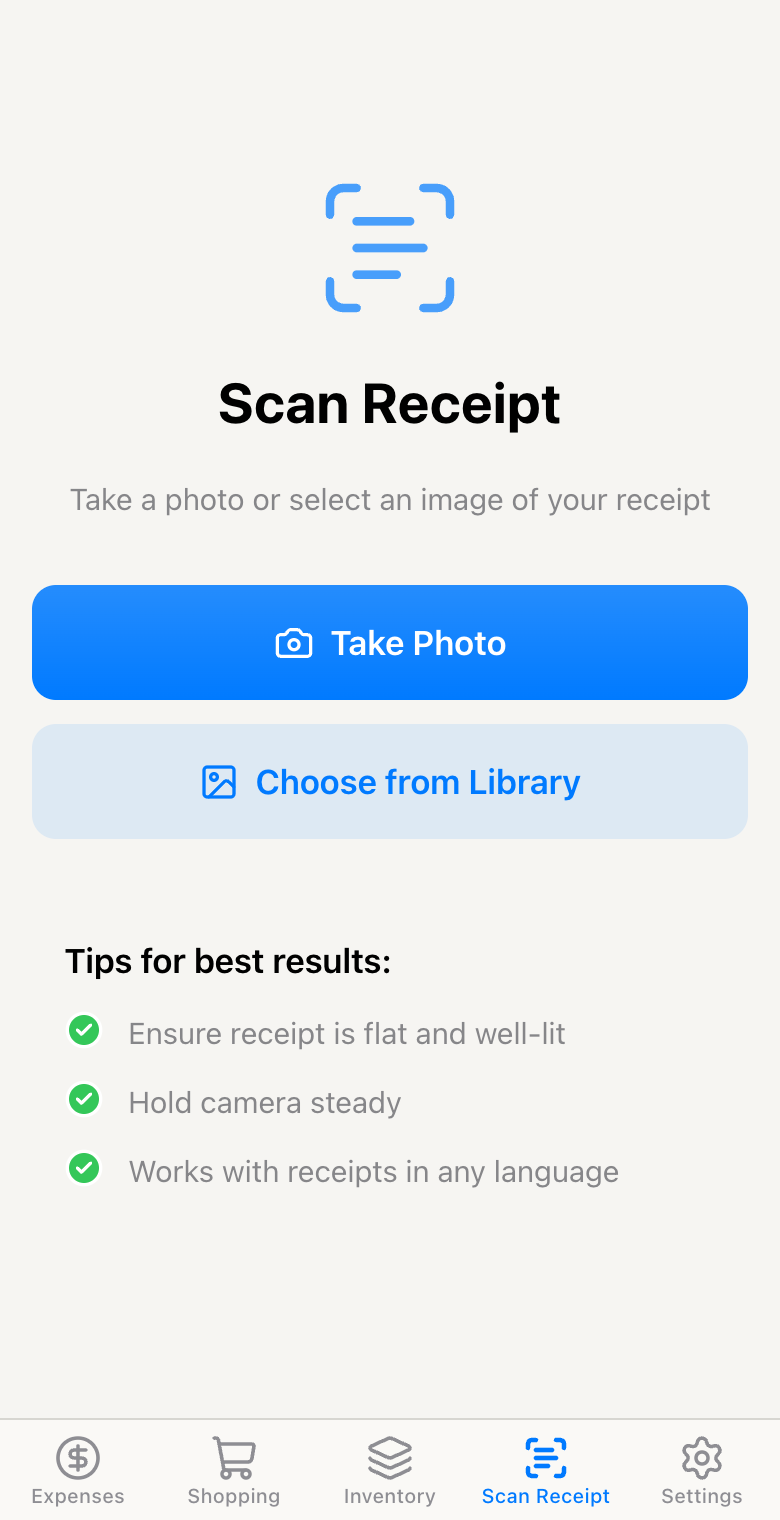 Scan Receipt
Take a photo or select an image of your receipt
Take Photo
Choose from Library
Tips for best results:
Ensure receipt is flat and well-lit
Hold camera steady
Works with receipts in any language
Expenses
Shopping
Inventory
Scan Receipt
Settings